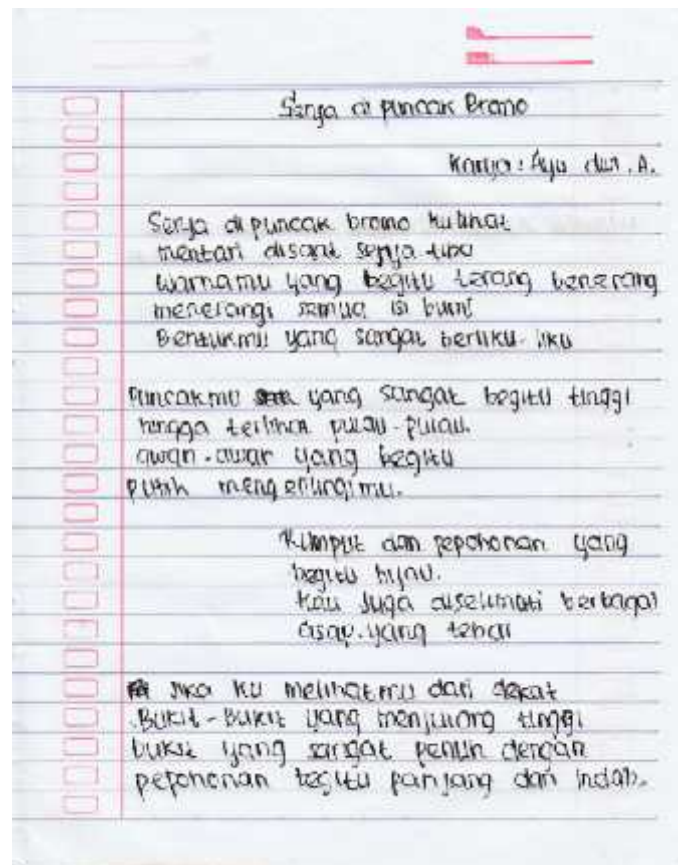 Senja di puncak Bromo
Karya : Ayu dwi . A.
Senja di puncak bromo kulihat
mentari disaat senja tiba
warnamu yang begitu terang benerang
menerangi semua isi bumi
Bentukmu yang sangat berliku-liku
Puncakmu yang sangat begitu tinggi
hingga terlihat pulau-pulau.
awan-awan yang begitu
putih mengelilingimu.
Rumput dan pepohonan yang
begitu hijau.
Kau juga diselimuti berbagai
asap yang tebal
Jika ku melihatmu dari dekat
Bukit-Bukit yang menjulang tinggi
bukit yang sangat penuh dengan
pepohonan begitu panjang dan indah.